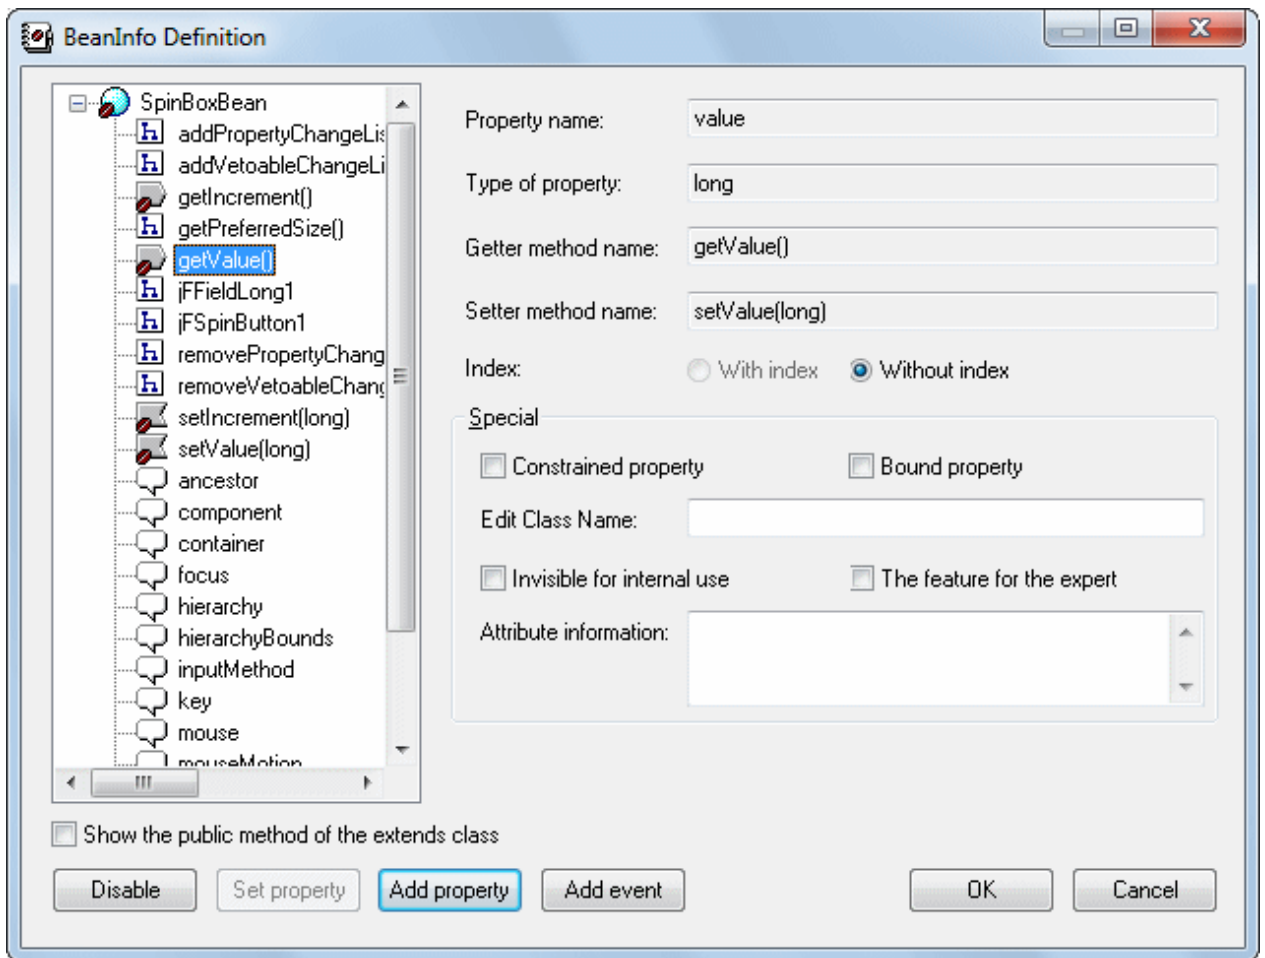 BeanInfo Definition
SpinBoxBean
addPropertyChangeLis
addVetoableChangeLi
getIncrement()
getPreferredSize()
getValue()
jFFieldLong1
jFSpinButton1
removePropertyChang
removeVetoableChang
setIncrement(long)
setValue(long)
ancestor
component
container
focus
hierarchy
hierarchyBounds
inputMethod
key
mouse
mouseMotion
Property name: value
Type of property: long
Getter method name: getValue()
Setter method name: setValue(long)
Index: With index Without index
Special
Constrained property Bound property
Edit Class Name:
Invisible for internal use The feature for the expert
Attribute information:
Show the public method of the extends class
Disable Set property Add property Add event OK Cancel